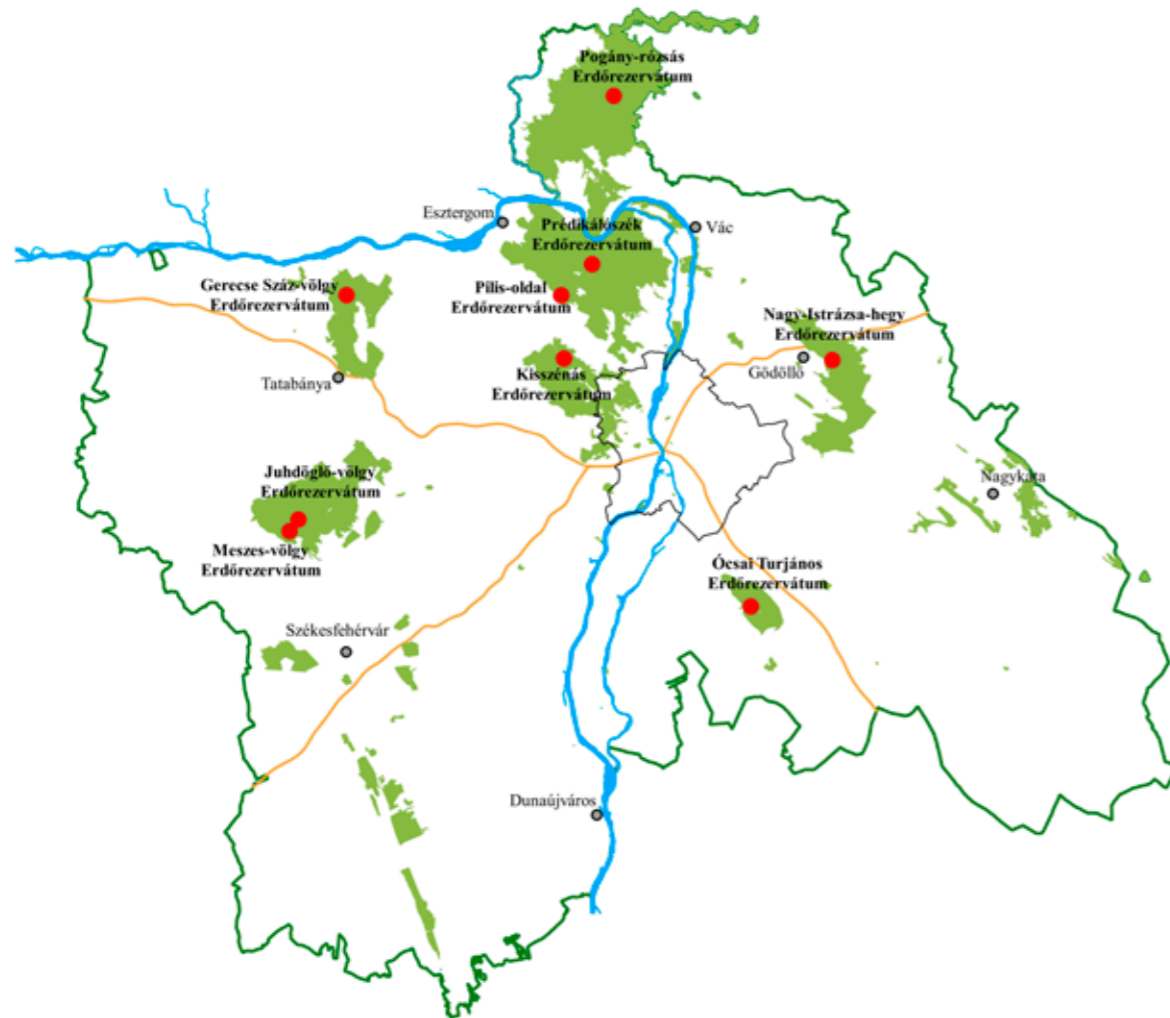 Pogány-rózsás
Erdőrezervátum
Esztergom
Prédikálószék
Erdőrezervátum
Vác
Gerecse Száz-völgy
Erdőrezervátum
Pilis-oldal
Erdőrezervátum
Nagy-Istrázsa-hegy
Erdőrezervátum
Gödöllő
Tatabánya
Kisszénás
Erdőrezervátum
Juhdöglő-völgy
Erdőrezervátum
Nagykáta
Meszes-völgy
Erdőrezervátum
Ócsai Turjános
Erdőrezervátum
Székesfehérvár
Dunaújváros